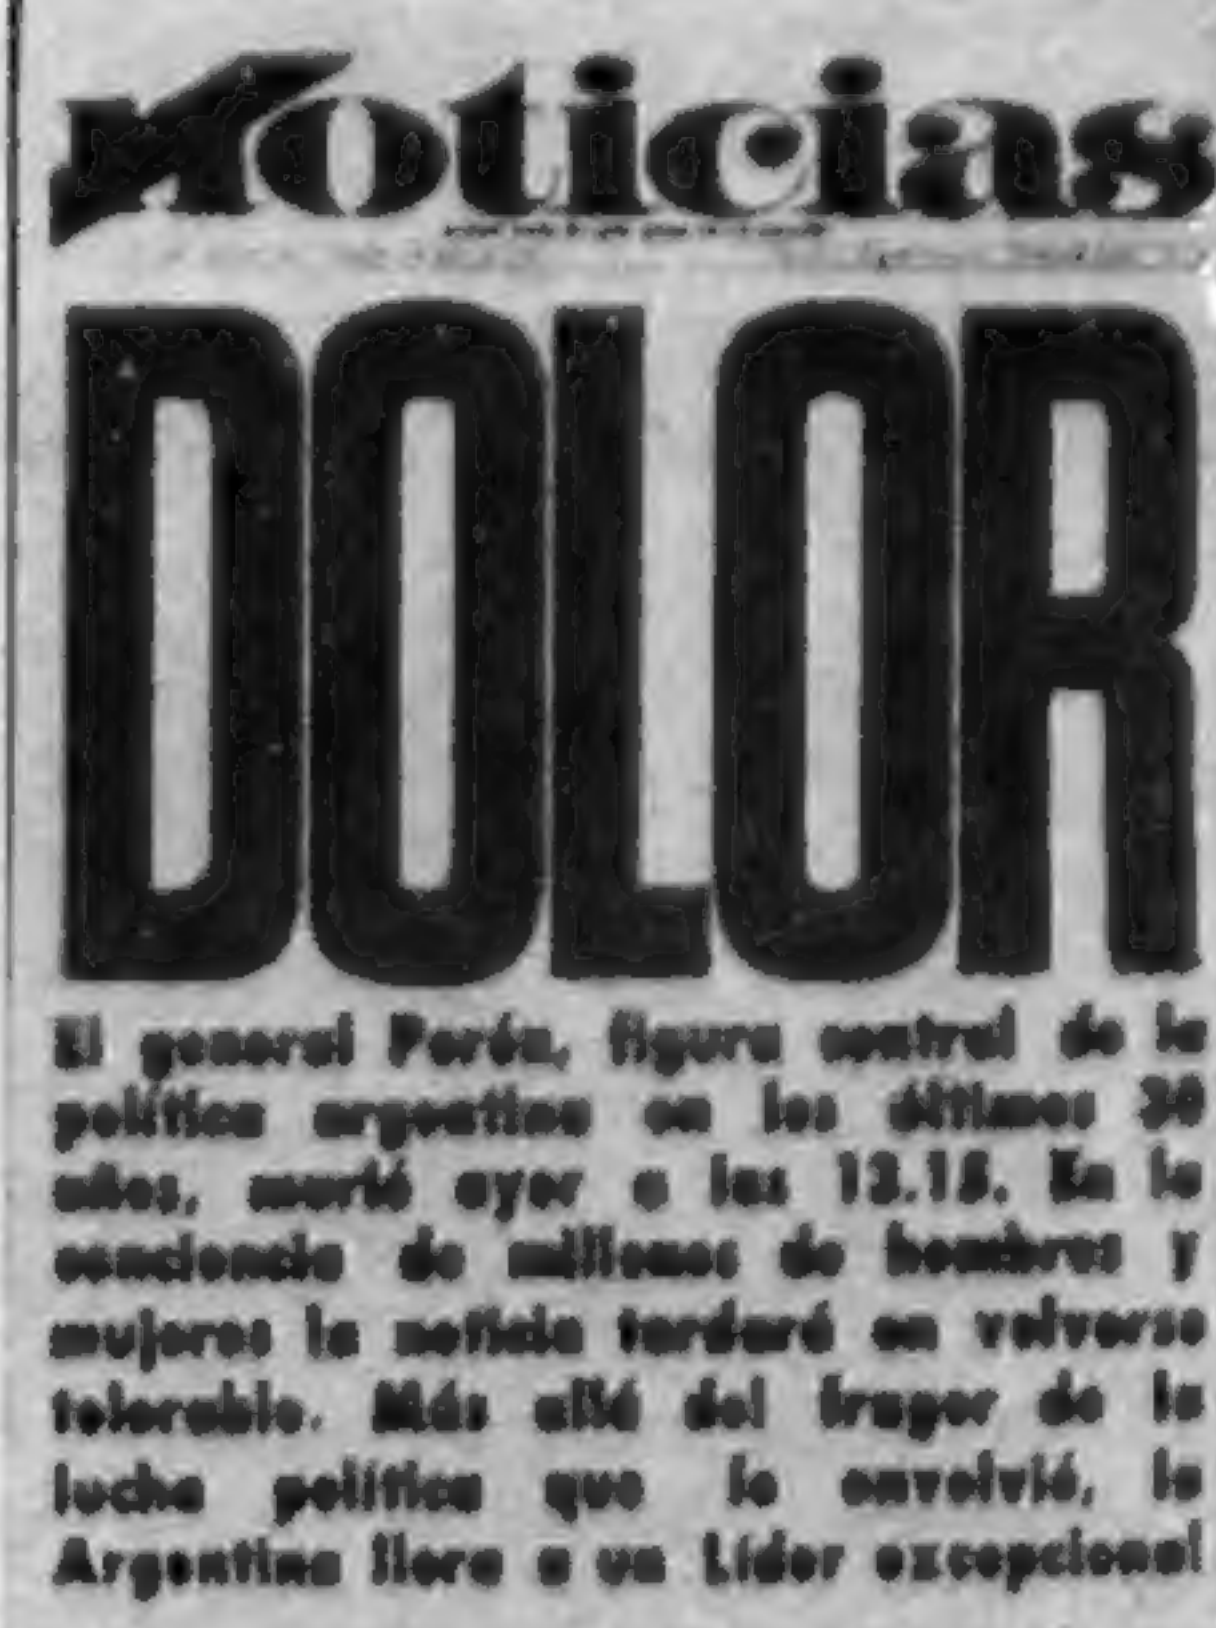 Noticias
DOLOR
El general Perón, figura central de la
política argentina en los últimos 30
años, murió ayer a las 13.15. En la
conciencia de millones de hombres y
mujeres la noticia tardará en volverse
tolerable. Más allá del fragor de la
lucha política que lo envolvió, la
Argentina llora a un Líder excepcional